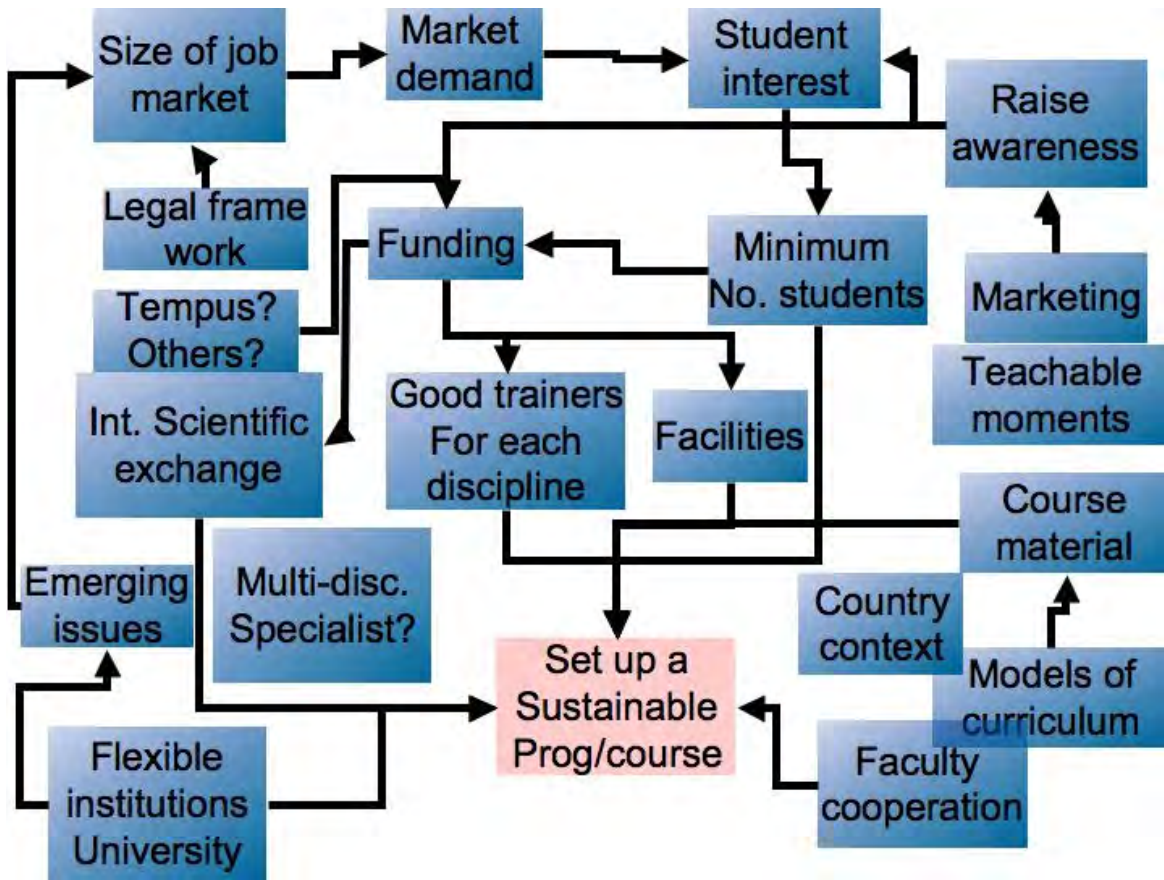 Size of job
market
Market
demand
Student
interest
Raise
awareness
Legal frame
work
Funding
Minimum
No. students
Marketing
Tempus?
Others?
Teachable
moments
Int. Scientific
exchange
Good trainers
For each
discipline
Facilities
Course
material
Emerging
issues
Multi-disc.
Specialist?
Country
context
Set up a
Sustainable
Prog/course
Models of
curriculum
Flexible
institutions
University
Faculty
cooperation